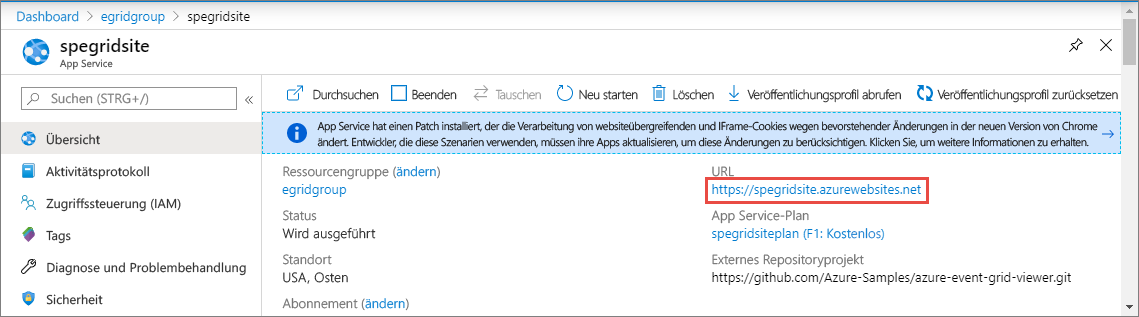 Dashboard > egridgroup > spegridsite
spegridsite
App Service
Suchen (STRG+/)
«
Übersicht
Aktivitätsprotokoll
Zugriffssteuerung (IAM)
Tags
Diagnose und Problembehandlung
Sicherheit
Durchsuchen Beenden Tauschen Neu starten Löschen Veröffentlichungsprofil abrufen Veröffentlichungsprofil zurücksetzen
App Service hat einen Patch installiert, der die Verarbeitung von websiteübergreifenden und IFrame-Cookies wegen bevorstehender Änderungen in der neuen Version von Chrome
ändert. Entwickler, die diese Szenarien verwenden, müssen ihre Apps aktualisieren, um diese Änderungen zu berücksichtigen. Klicken Sie, um weitere Informationen zu erhalten.
Ressourcengruppe (ändern)
egridgroup
Status
Wird ausgeführt
Standort
USA, Osten
Abonnement (ändern)
URL
https://spegridsite.azurewebsites.net
App Service-Plan
spegridsiteplan (F1: Kostenlos)
Externes Repositoryprojekt
https://github.com/Azure-Samples/azure-event-grid-viewer.git